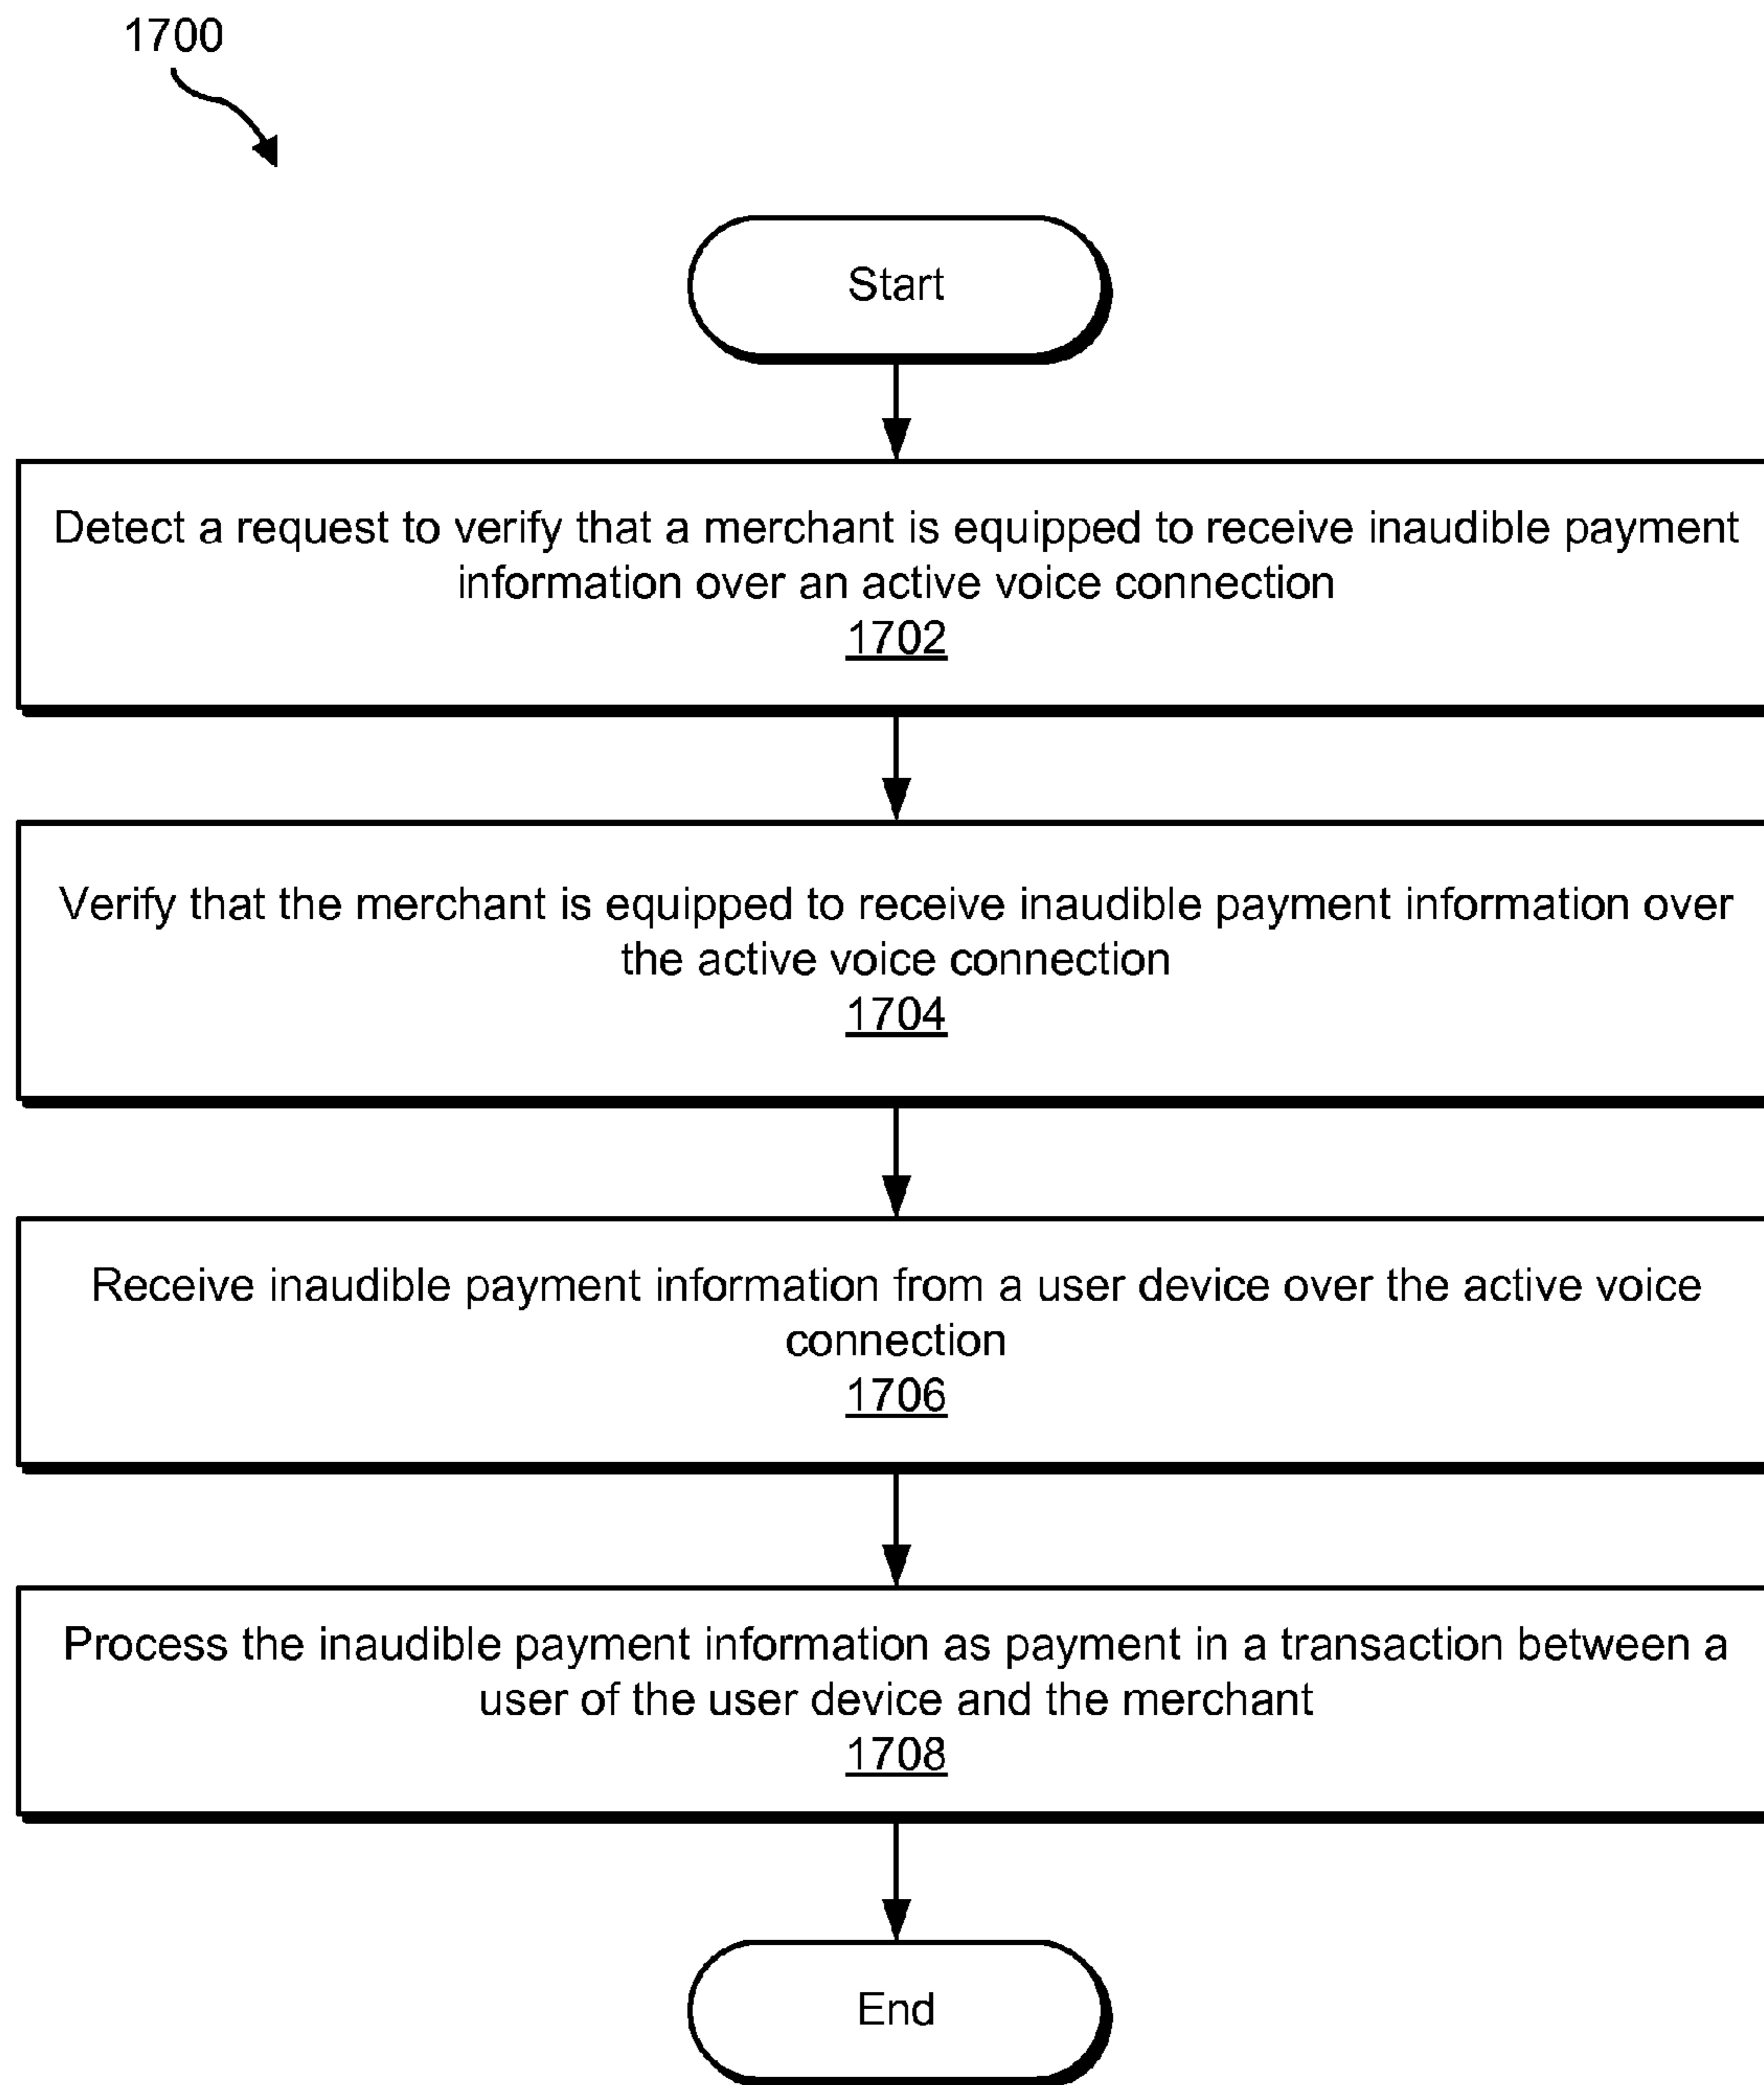 1700
Start
Detect a request to verify that a merchant is equipped to receive inaudible payment
information over an active voice connection
1702
Verify that the merchant is equipped to receive inaudible payment information over
the active voice connection
1704
Receive inaudible payment information from a user device over the active voice
connection
1706
Process the inaudible payment information as payment in a transaction between a
user of the user device and the merchant
1708
End